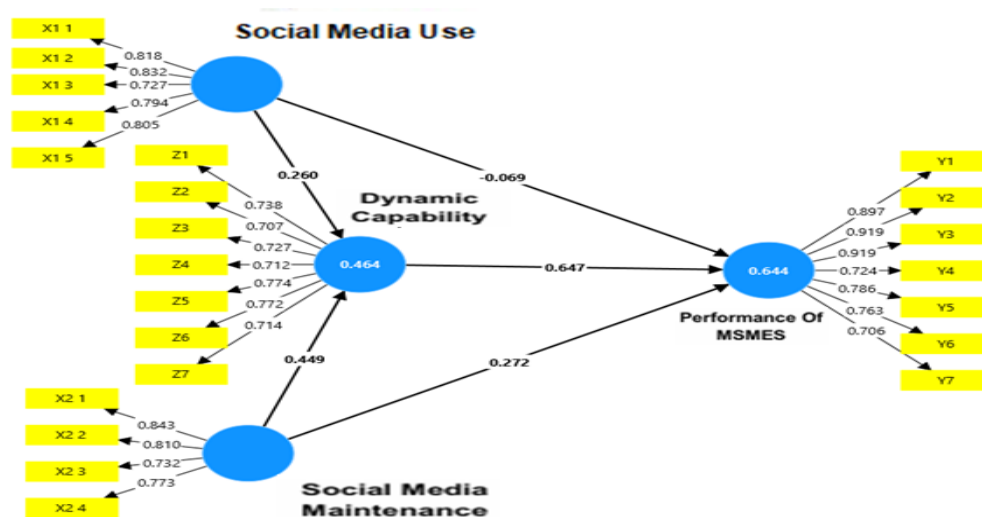 Social Media Use
X1 1
X1 2
X1 3
X1 4
X1 5
0.818
0.832
0.727
0.794
0.805
Z1
Z2
Z3
Z4
Z5
Z6
Z7
0.738
0.707
0.727
0.712
0.774
0.772
0.714
0.260
-0.069
Dynamic
Capability
0.464
0.647
0.449
0.272
0.644
Performance Of
MSMES
Y1
Y2
Y3
Y4
Y5
Y6
Y7
0.897
0.919
0.919
0.724
0.786
0.763
0.706
X2 1
X2 2
X2 3
X2 4
0.843
0.810
0.732
0.773
Social Media
Maintenance